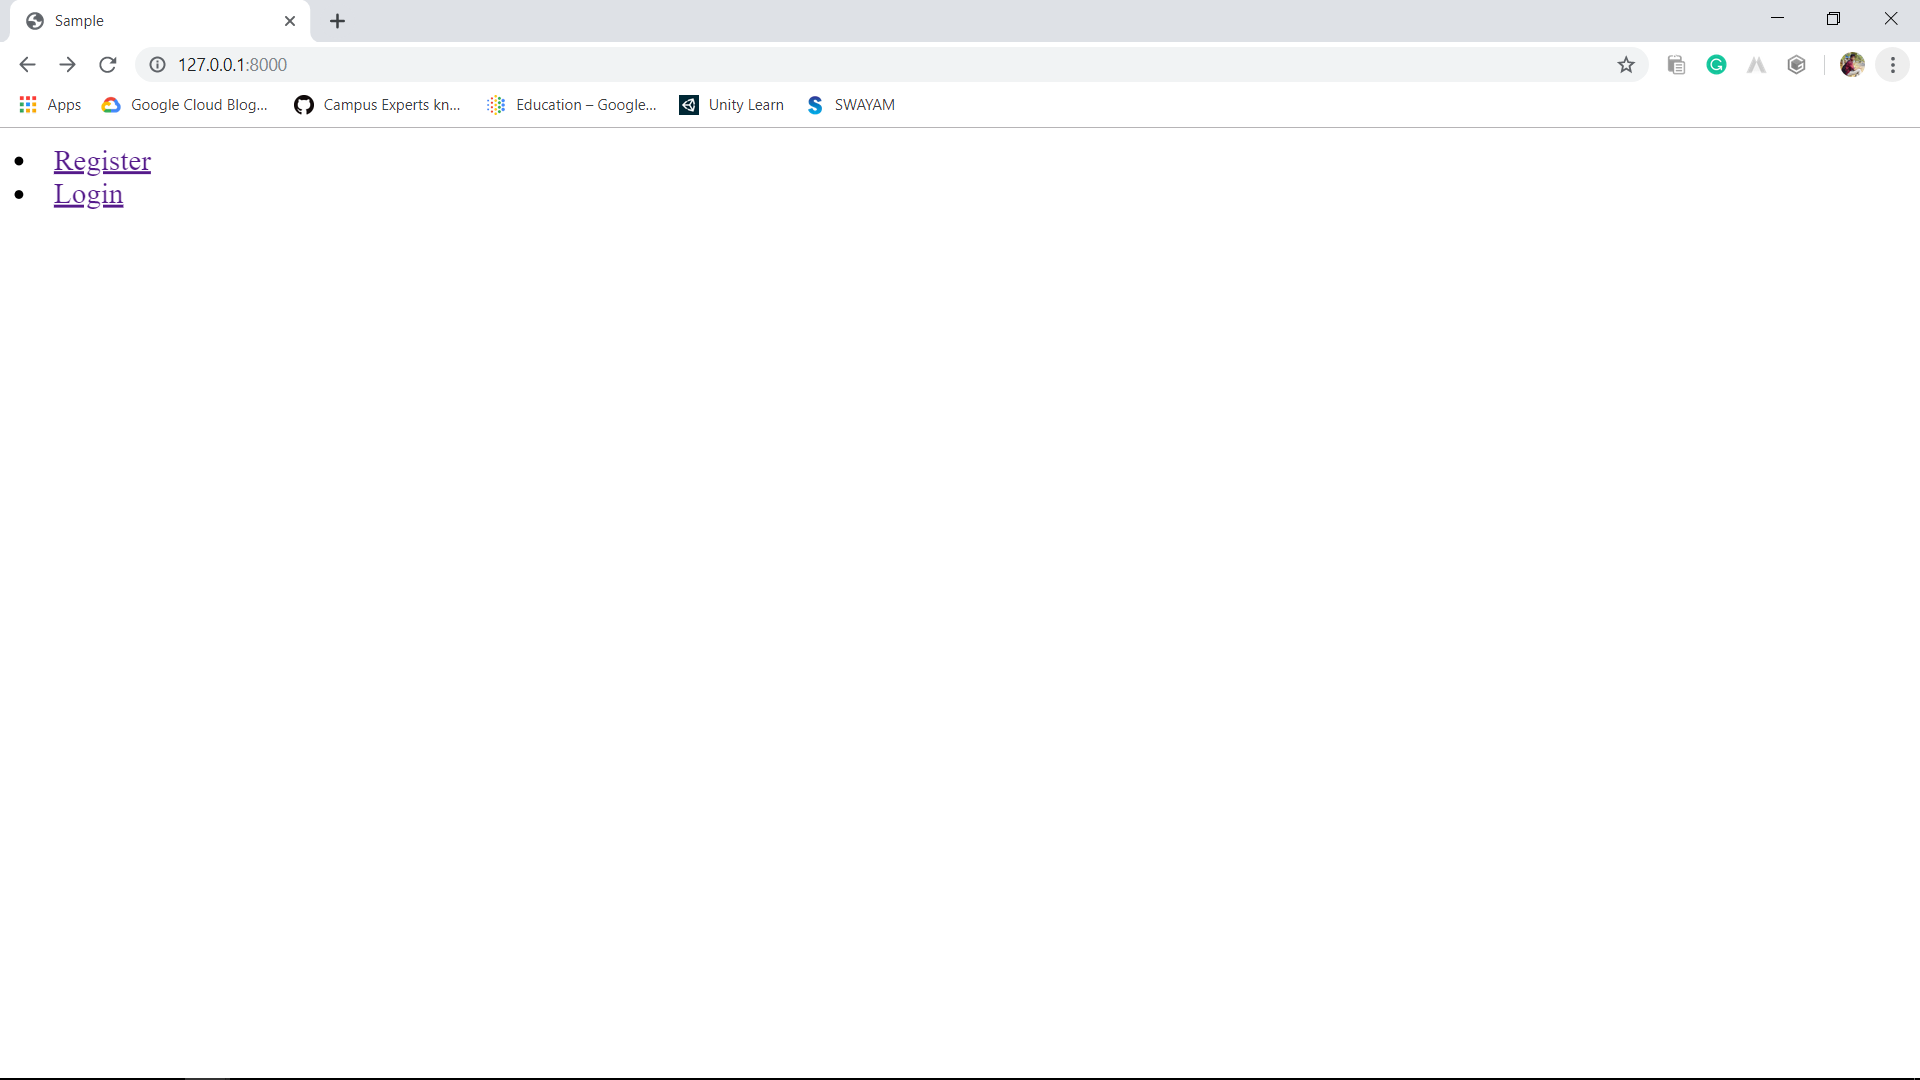 Sample
127.0.0.1:8000
Apps Google Cloud Blog... Campus Experts kn... Education – Google... Unity Learn SWAYAM
Register
Login